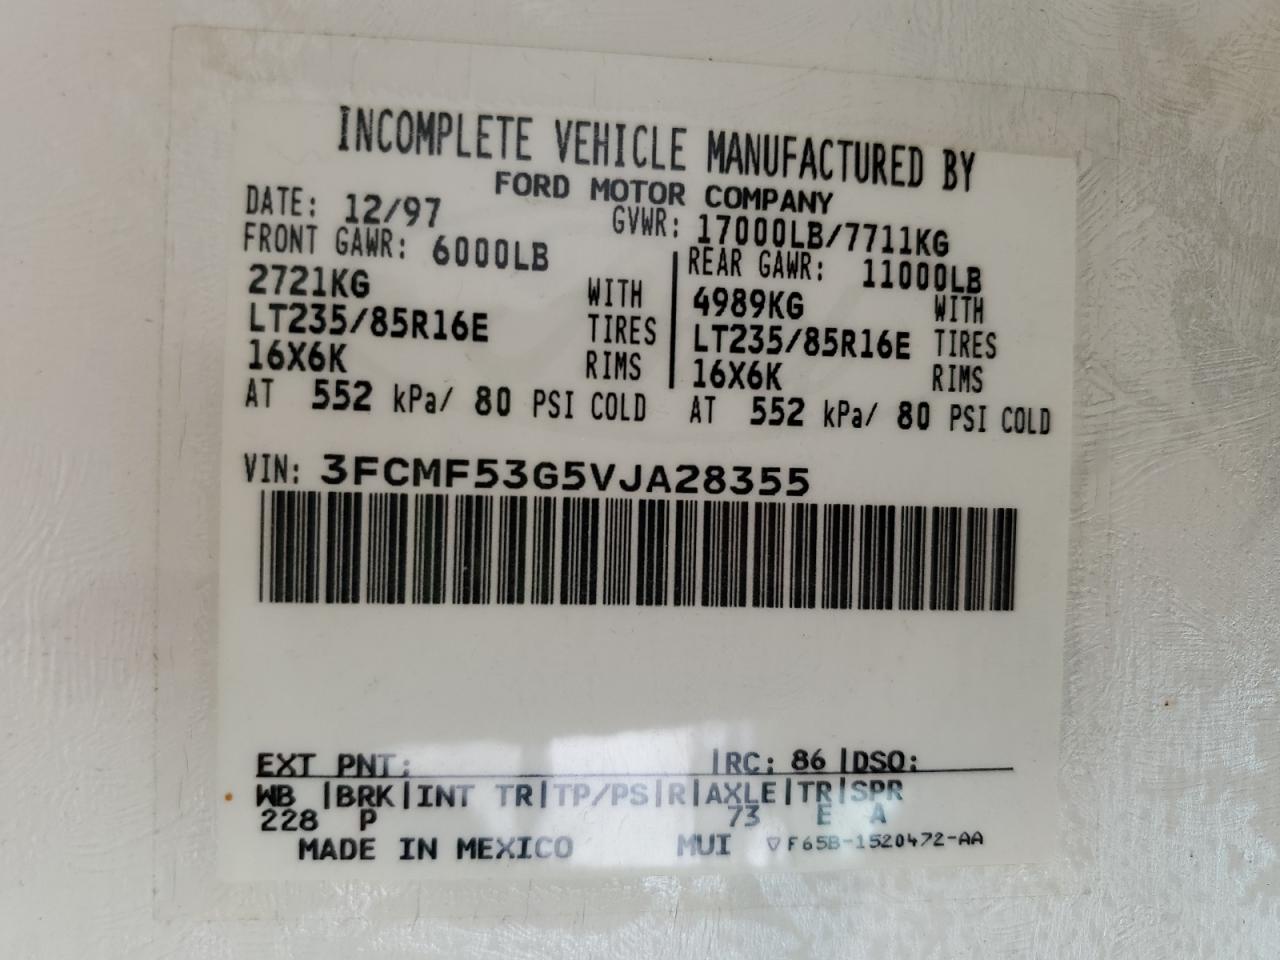 INCOMPLETE VEHICLE MANUFACTURED BY
FORD MOTOR COMPANY
DATE: 12/97 GVWR: 17000LB/7711KG
FRONT GAWR: 6000LB REAR GAWR: 11000LB
2721KG WITH 4989KG WITH
LT235/85R16E TIRES LT235/85R16E TIRES
16X6K RIMS 16X6K RIMS
AT 552 kPa/ 80 PSI COLD AT 552 kPa/ 80 PSI COLD
VIN: 3FCMF53G5VJA28355
EXT PNT: |RC: 86 |DSO:
WB |BRK|INT TR|TP/PS|R|AXLE|TR|SPR
228 P 73 E A
MADE IN MEXICO MUI ▽F65B-1520472-AA